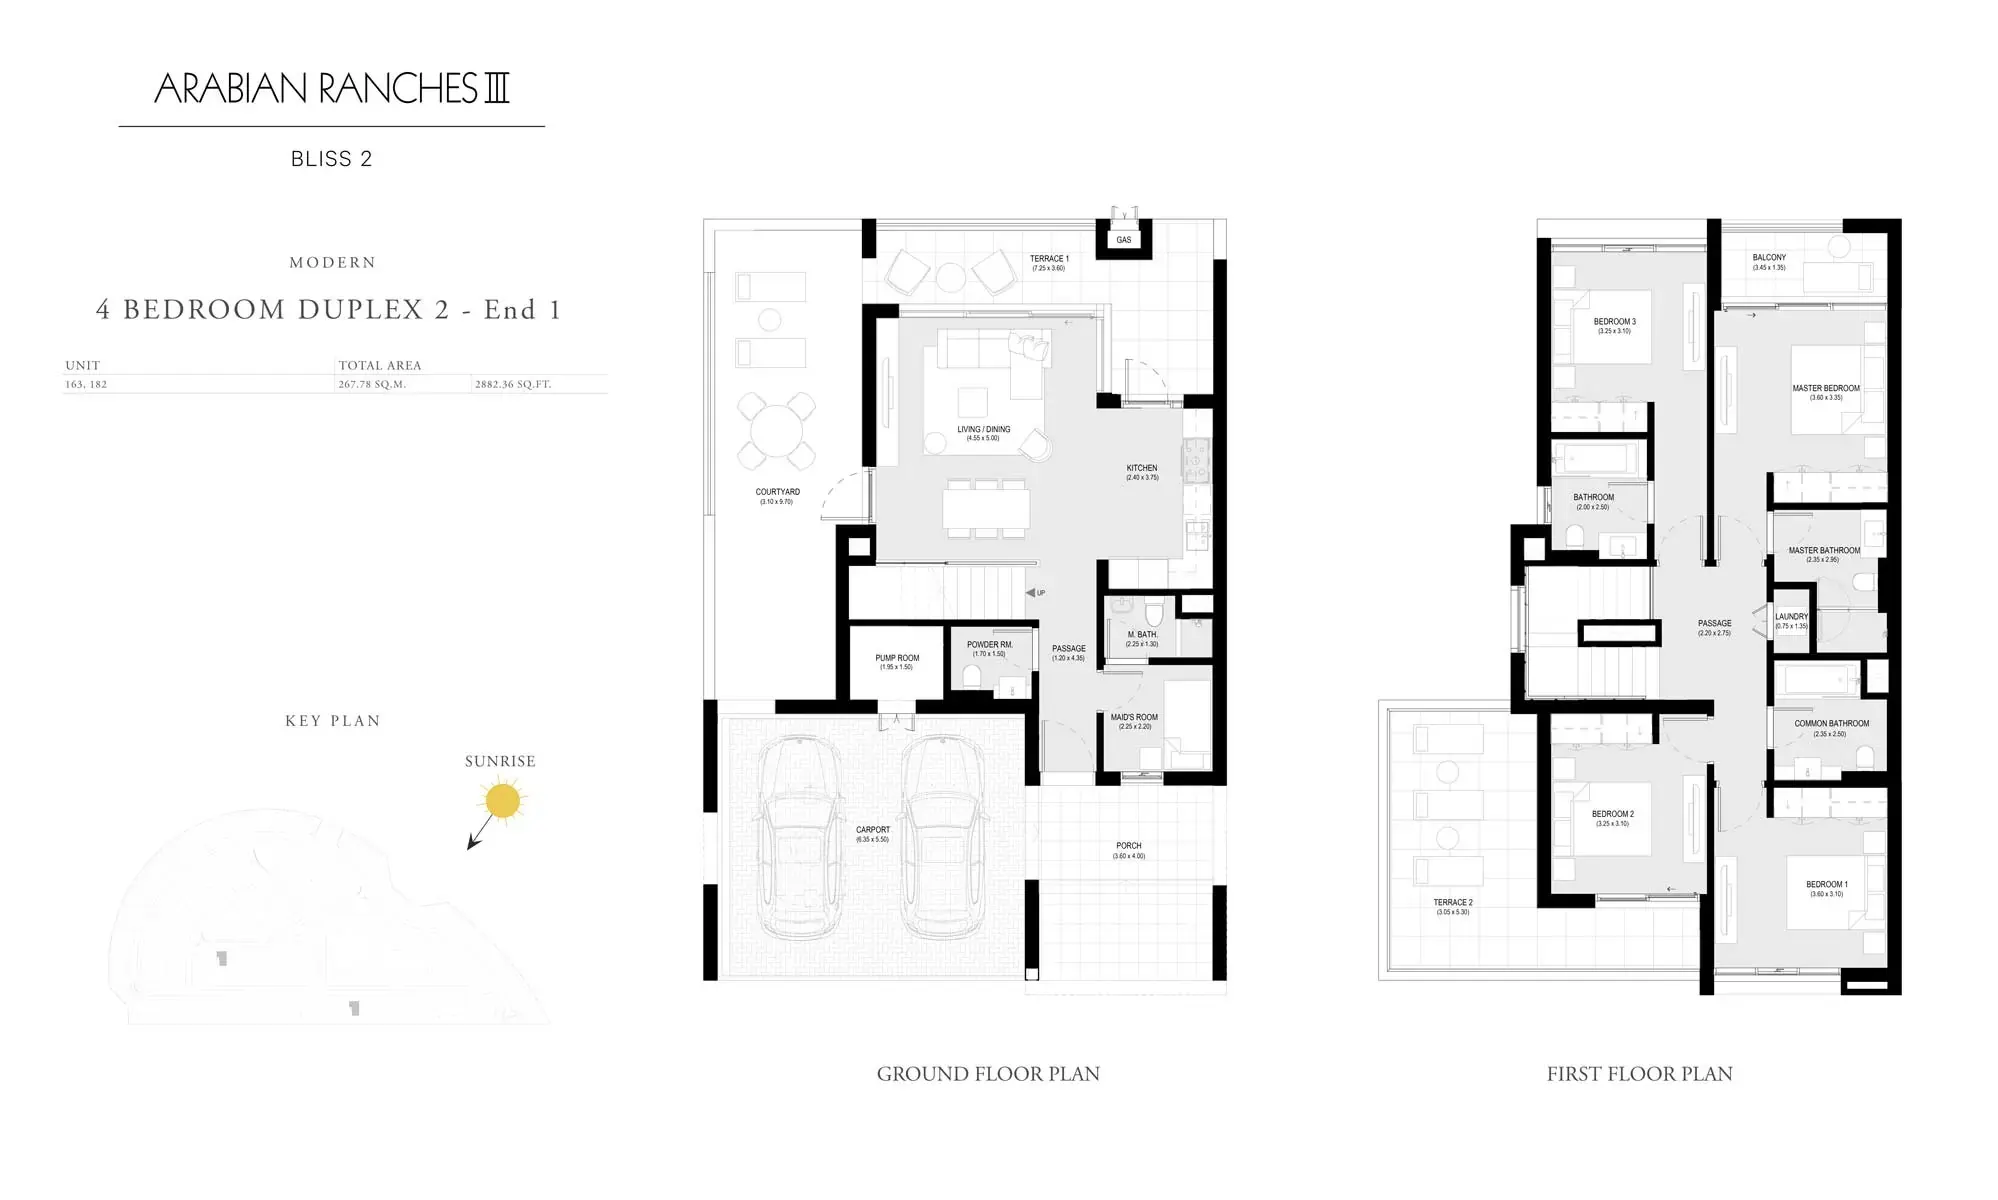 ARABIAN RANCHES III
BLISS 2
MODERN
4 BEDROOM DUPLEX 2 - End 1
UNIT TOTAL AREA
163, 182 267.78 SQ.M. 2882.36 SQ.FT.
KEY PLAN
SUNRISE
GAS
TERRACE 1
(7.25 x 3.60)
LIVING / DINING
(4.55 x 5.00)
KITCHEN
(2.40 x 3.75)
COURTYARD
(3.10 x 9.70)
UP
M. BATH.
(2.25 x 1.30)
POWDER RM.
(1.70 x 1.50)
PASSAGE
(1.20 x 4.35)
PUMP ROOM
(1.95 x 1.50)
MAID'S ROOM
(2.25 x 2.20)
CARPORT
(6.35 x 5.50)
PORCH
(3.60 x 4.00)
GROUND FLOOR PLAN
BALCONY
(3.45 x 1.35)
BEDROOM 3
(3.25 x 3.10)
MASTER BEDROOM
(3.60 x 3.35)
BATHROOM
(2.00 x 2.50)
MASTER BATHROOM
(2.35 x 2.95)
LAUNDRY
(0.75 x 1.35)
PASSAGE
(2.20 x 2.75)
COMMON BATHROOM
(2.35 x 2.50)
BEDROOM 2
(3.25 x 3.10)
BEDROOM 1
(3.60 x 3.10)
TERRACE 2
(3.05 x 5.30)
FIRST FLOOR PLAN